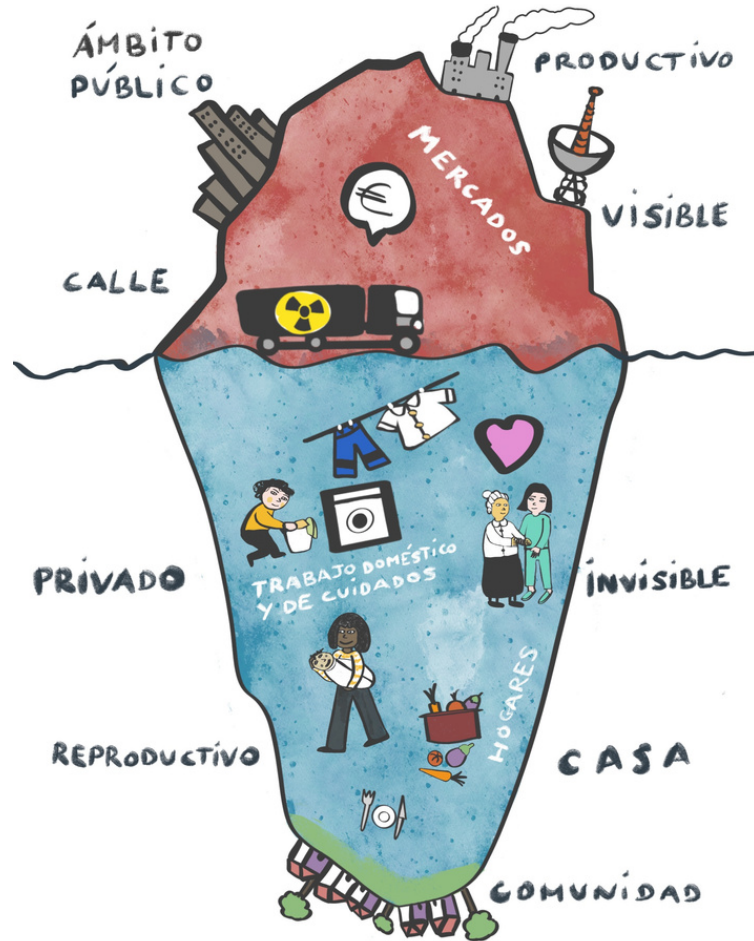 ÁMBITO
PÚBLICO
PRODUCTIVO
MERCADOS
€
VISIBLE
CALLE
PRIVADO
TRABAJO DOMÉSTICO
Y DE CUIDADOS
INVISIBLE
HOGARES
REPRODUCTIVO
CASA
COMUNIDAD